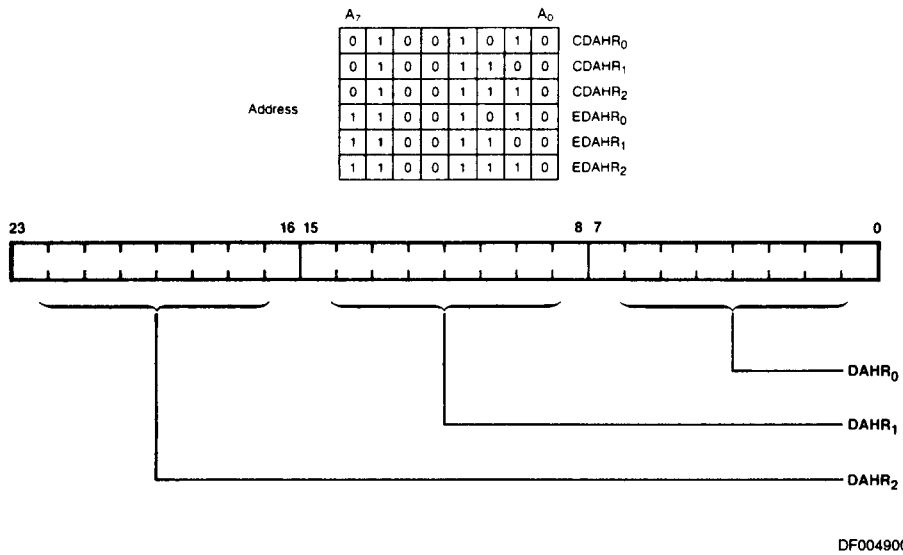 A₇ A₀
0 1 0 0 1 0 1 0 CDAHR₀
0 1 0 0 1 1 0 0 CDAHR₁
0 1 0 0 1 1 1 0 CDAHR₂
Address
1 1 0 0 1 0 1 0 EDAHR₀
1 1 0 0 1 1 0 0 EDAHR₁
1 1 0 0 1 1 1 0 EDAHR₂
23 16 15 8 7 0
DAHR₀
DAHR₁
DAHR₂
DF004900